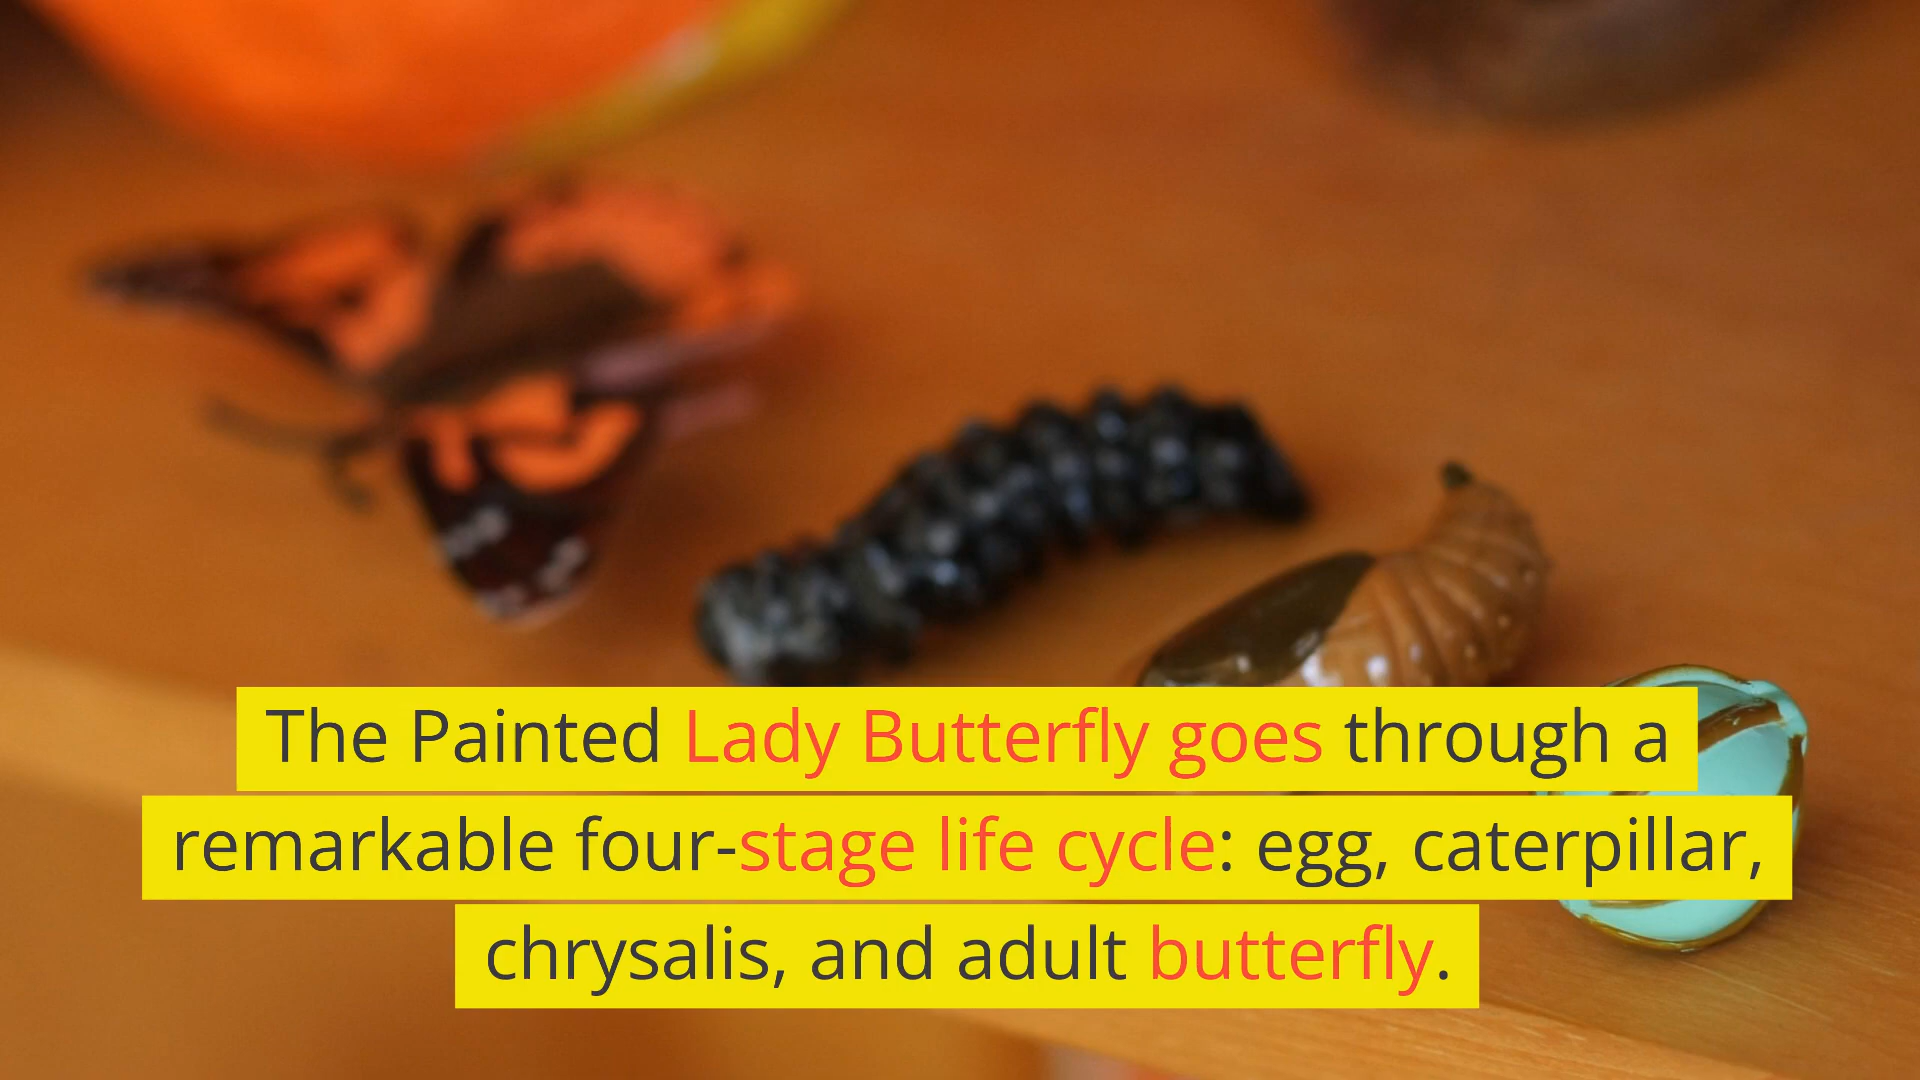 The Painted Lady Butterfly goes through a
remarkable four-stage life cycle: egg, caterpillar,
chrysalis, and adult butterfly.